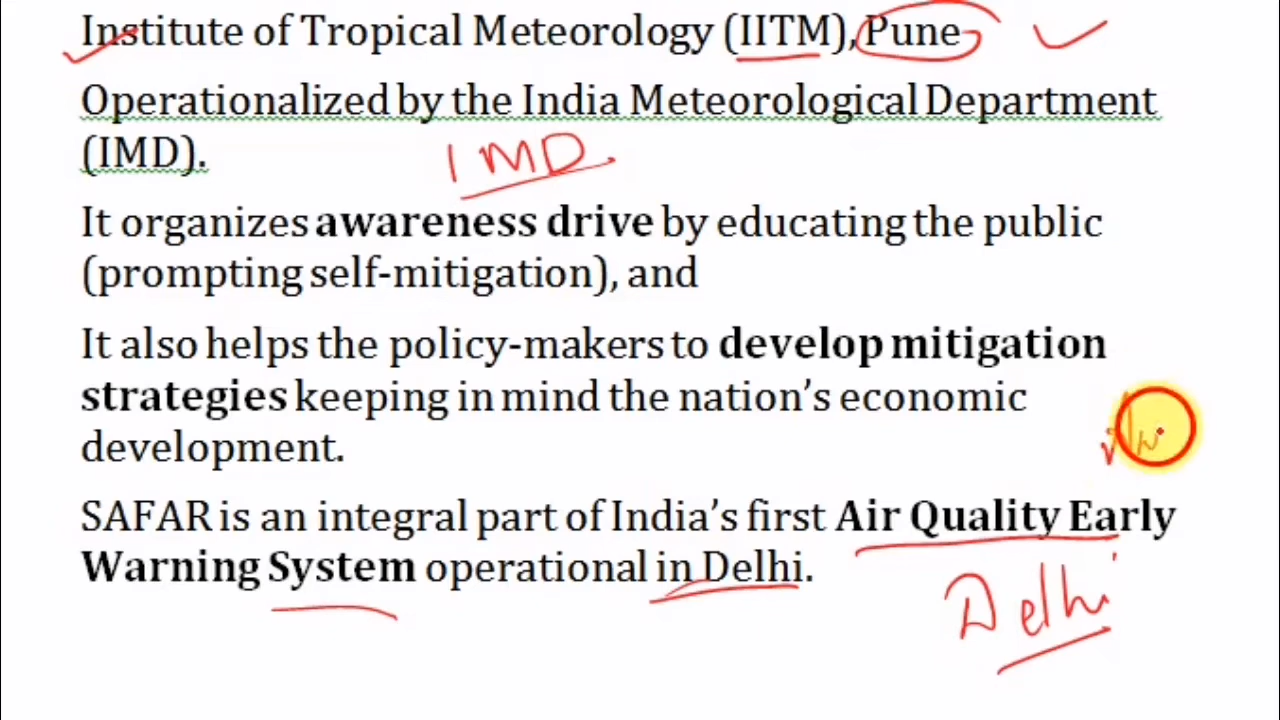 Institute of Tropical Meteorology (IITM), Pune
Operationalized by the India Meteorological Department
(IMD).
IMD
It organizes awareness drive by educating the public
(prompting self-mitigation), and
It also helps the policy-makers to develop mitigation
strategies keeping in mind the nation's economic
development.
SAFAR is an integral part of India's first Air Quality Early
Warning System operational in Delhi.
Delhi